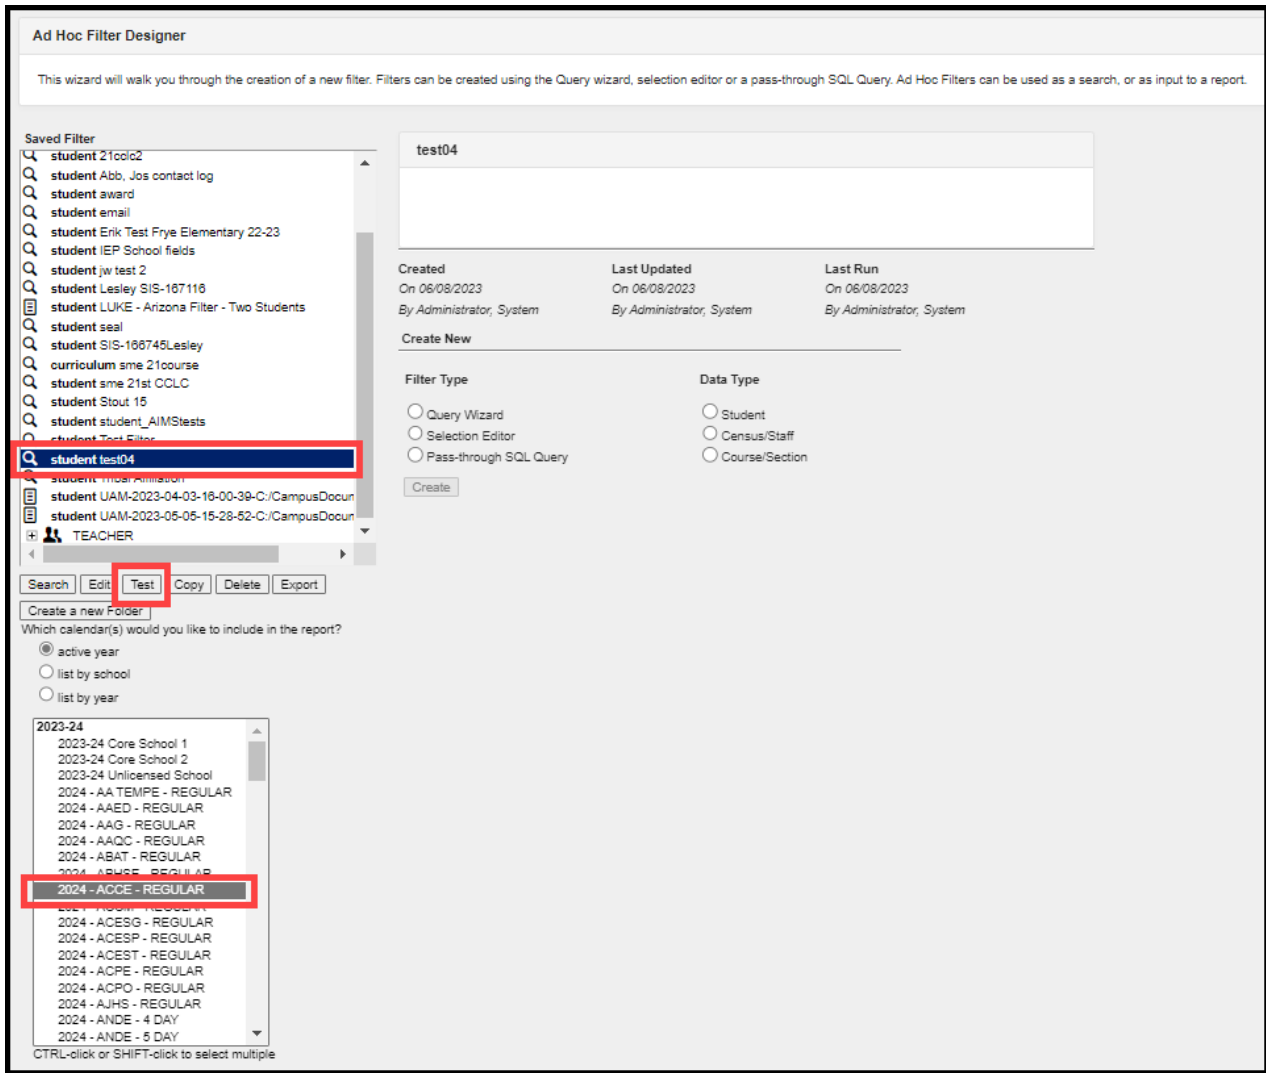 Ad Hoc Filter Designer
This wizard will walk you through the creation of a new filter. Filters can be created using the Query wizard, selection editor or a pass-through SQL Query. Ad Hoc Filters can be used as a search, or as input to a report.
Saved Filter
student 21cclc2
student Abb, Jos contact log
student award
student email
student Erik Test Frye Elementary 22-23
student IEP School fields
student jw test 2
student Lesley SIS-167116
student LUKE - Arizona Filter - Two Students
student seal
student SIS-166745Lesley
curriculum sme 21course
student sme 21st CCLC
student Stout 15
student student_AIMStests
student Test Filter
student test04
student Tribal Affiliation
student UAM-2023-04-03-16-00-39-C:/CampusDocun
student UAM-2023-05-05-15-28-52-C:/CampusDocun
TEACHER
Search Edit Test Copy Delete Export
Create a new Folder
Which calendar(s) would you like to include in the report?
active year
list by school
list by year
2023-24
2023-24 Core School 1
2023-24 Core School 2
2023-24 Unlicensed School
2024 - AA TEMPE - REGULAR
2024 - AAED - REGULAR
2024 - AAG - REGULAR
2024 - AAQC - REGULAR
2024 - ABAT - REGULAR
2024 - ABHSE - REGULAR
2024 - ACCE - REGULAR
2024 - ACESG - REGULAR
2024 - ACESP - REGULAR
2024 - ACEST - REGULAR
2024 - ACPE - REGULAR
2024 - ACPO - REGULAR
2024 - AJHS - REGULAR
2024 - ANDE - 4 DAY
2024 - ANDE - 5 DAY
CTRL-click or SHIFT-click to select multiple
test04
Created Last Updated Last Run
On 06/08/2023 On 06/08/2023 On 06/08/2023
By Administrator, System By Administrator, System By Administrator, System
Create New
Filter Type Data Type
Query Wizard Student
Selection Editor Census/Staff
Pass-through SQL Query Course/Section
Create